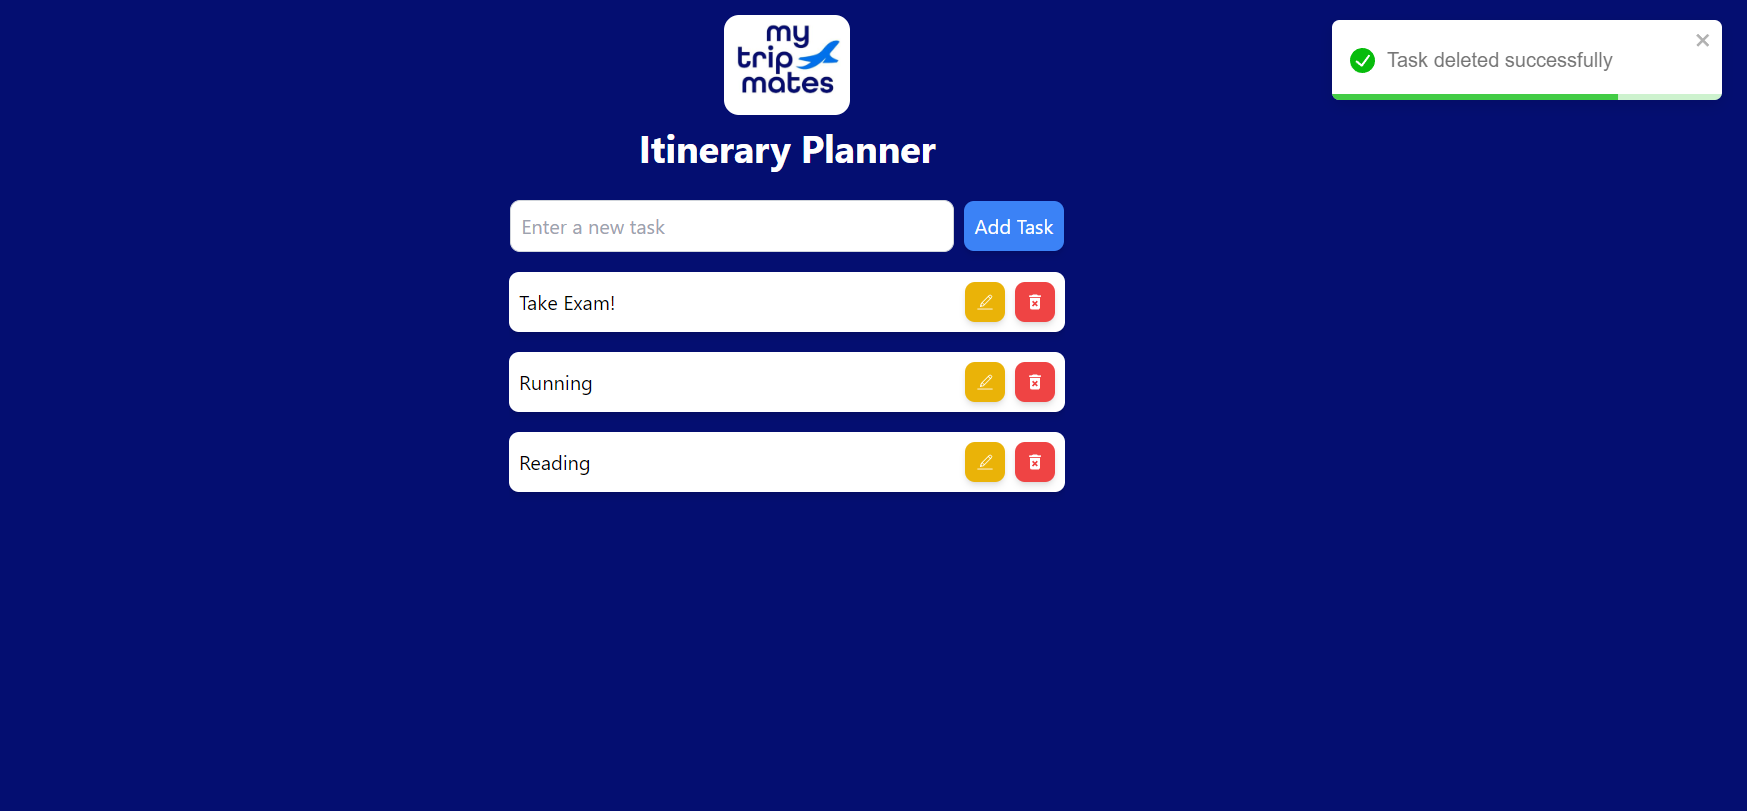 my
trip
mates
Task deleted successfully
Itinerary Planner
Enter a new task
Add Task
Take Exam!
Running
Reading